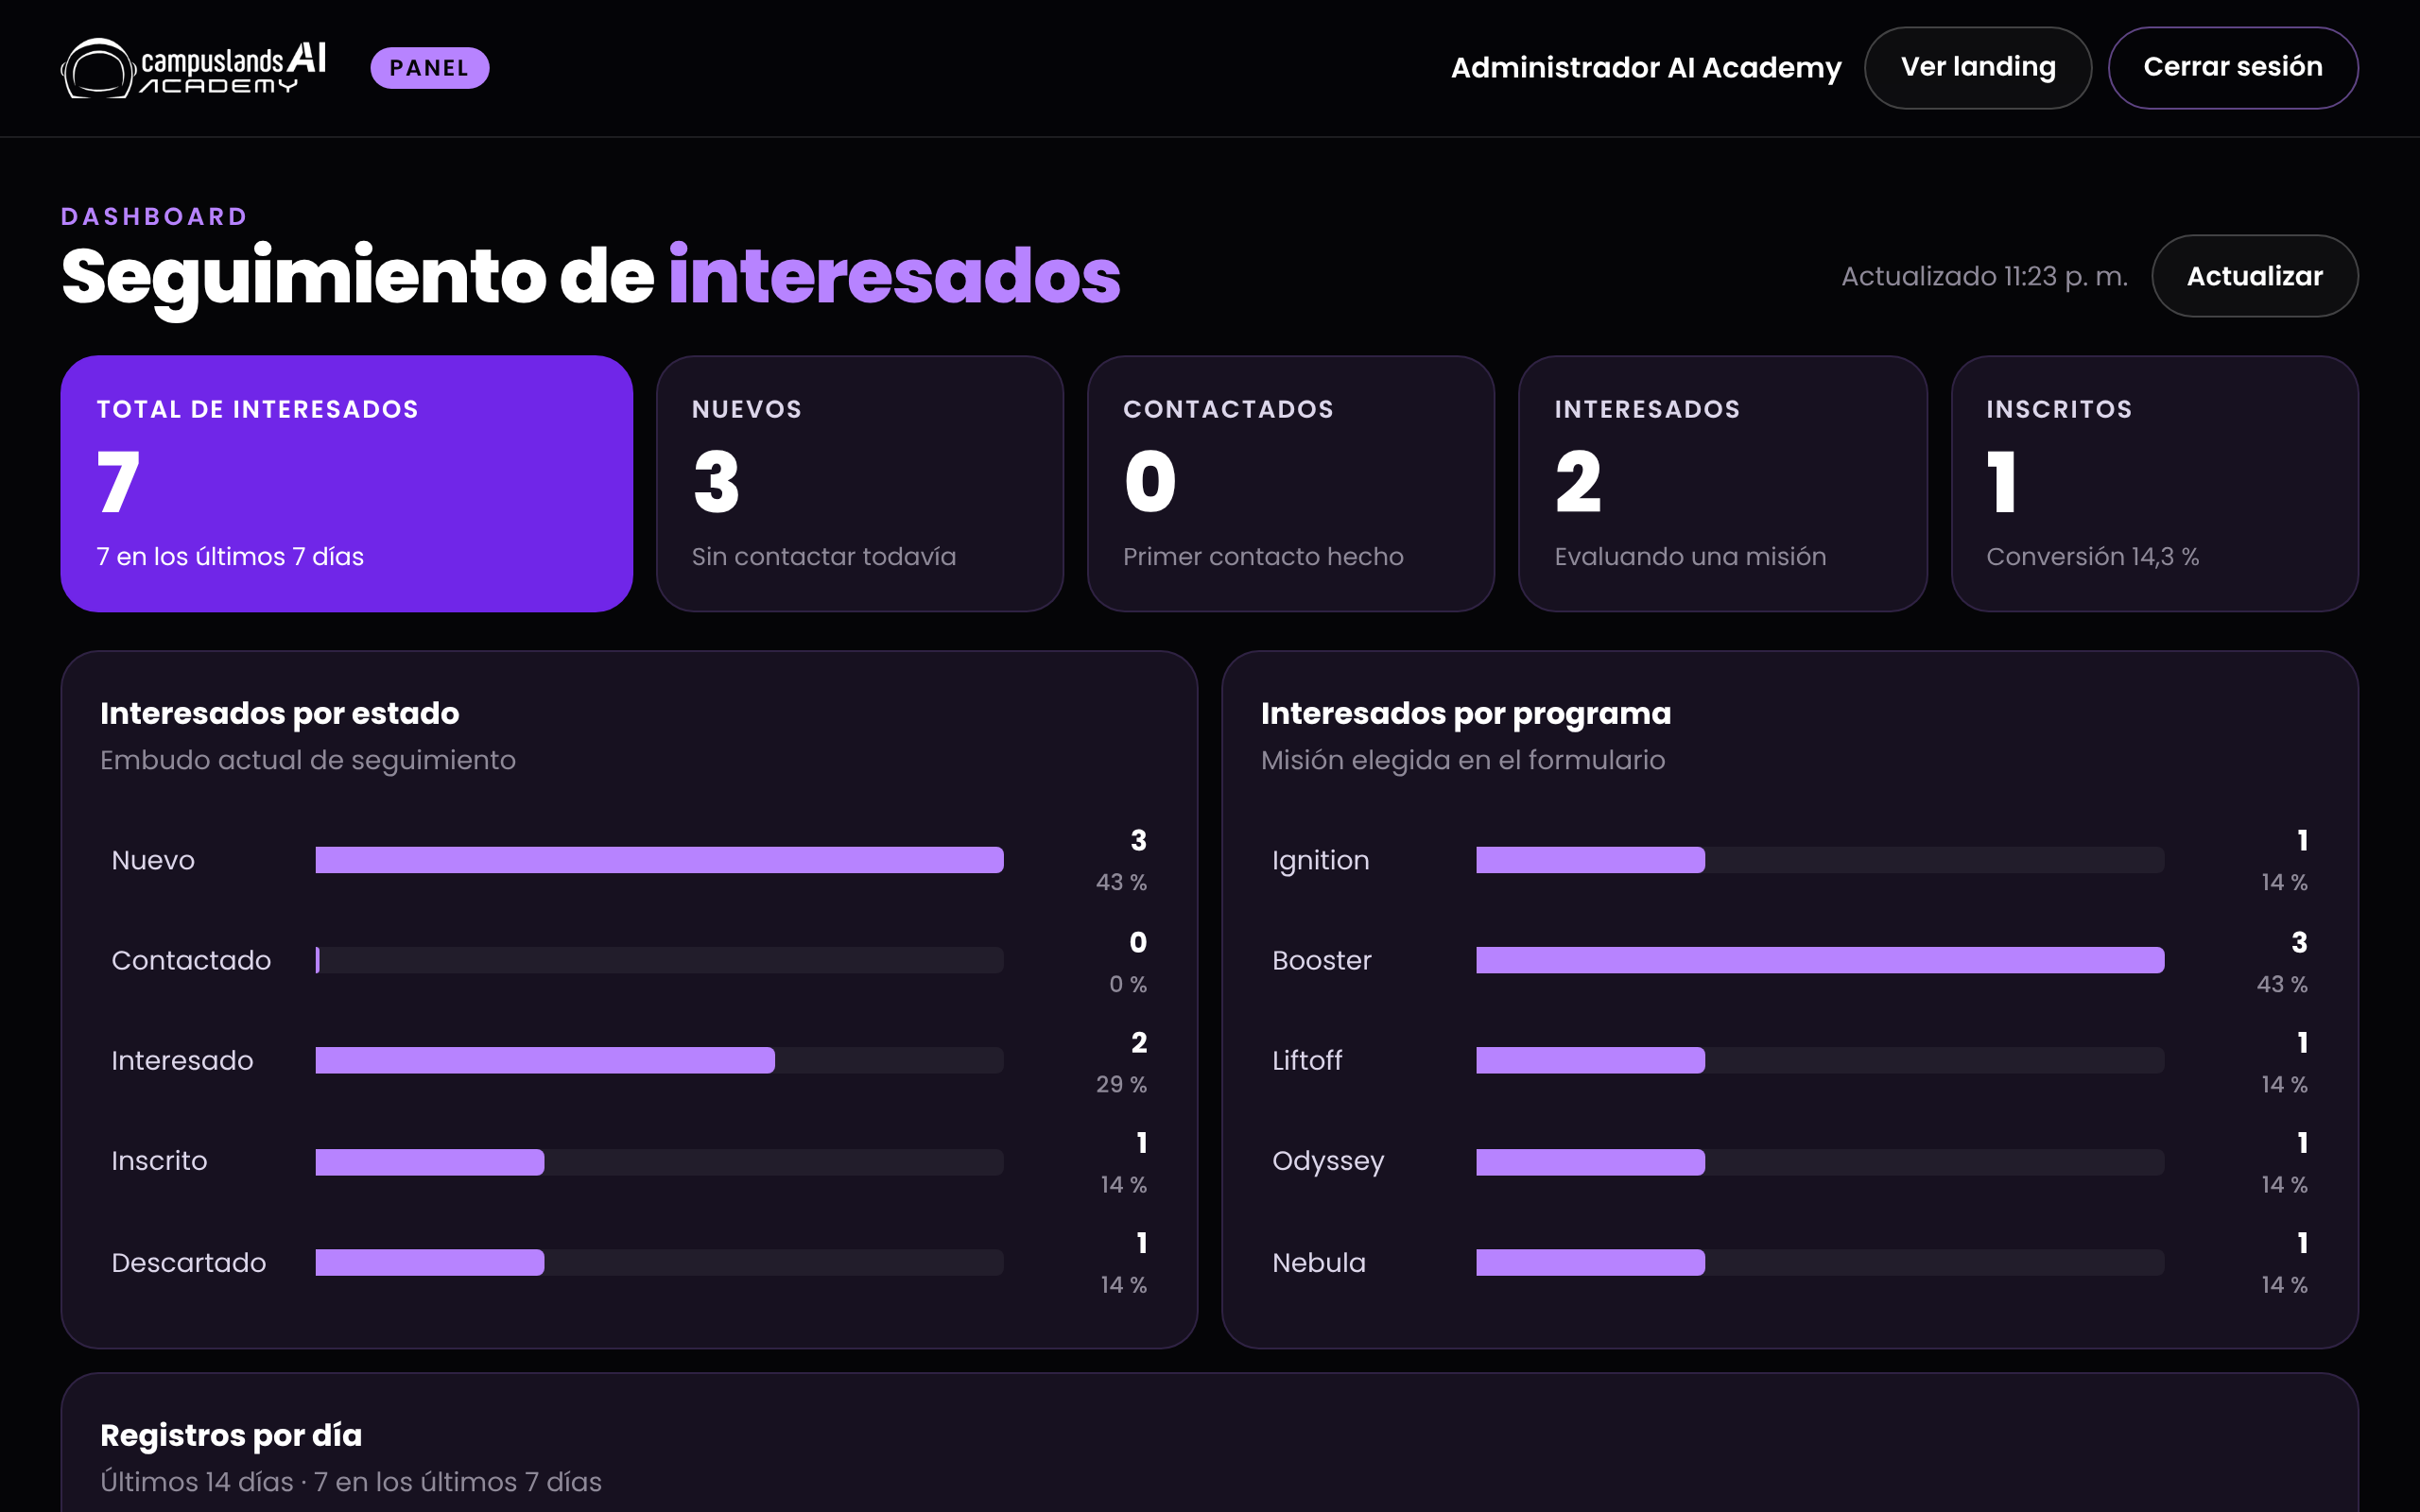 campuslands AI
ACADEMY
PANEL
Administrador AI Academy
Ver landing
Cerrar sesión
DASHBOARD
Seguimiento de interesados
Actualizado 11:23 p. m.
Actualizar
TOTAL DE INTERESADOS
7
7 en los últimos 7 días
NUEVOS
3
Sin contactar todavía
CONTACTADOS
0
Primer contacto hecho
INTERESADOS
2
Evaluando una misión
INSCRITOS
1
Conversión 14,3 %
Interesados por estado
Embudo actual de seguimiento
Nuevo
3
43 %
Contactado
0
0 %
Interesado
2
29 %
Inscrito
1
14 %
Descartado
1
14 %
Interesados por programa
Misión elegida en el formulario
Ignition
1
14 %
Booster
3
43 %
Liftoff
1
14 %
Odyssey
1
14 %
Nebula
1
14 %
Registros por día
Últimos 14 días · 7 en los últimos 7 días